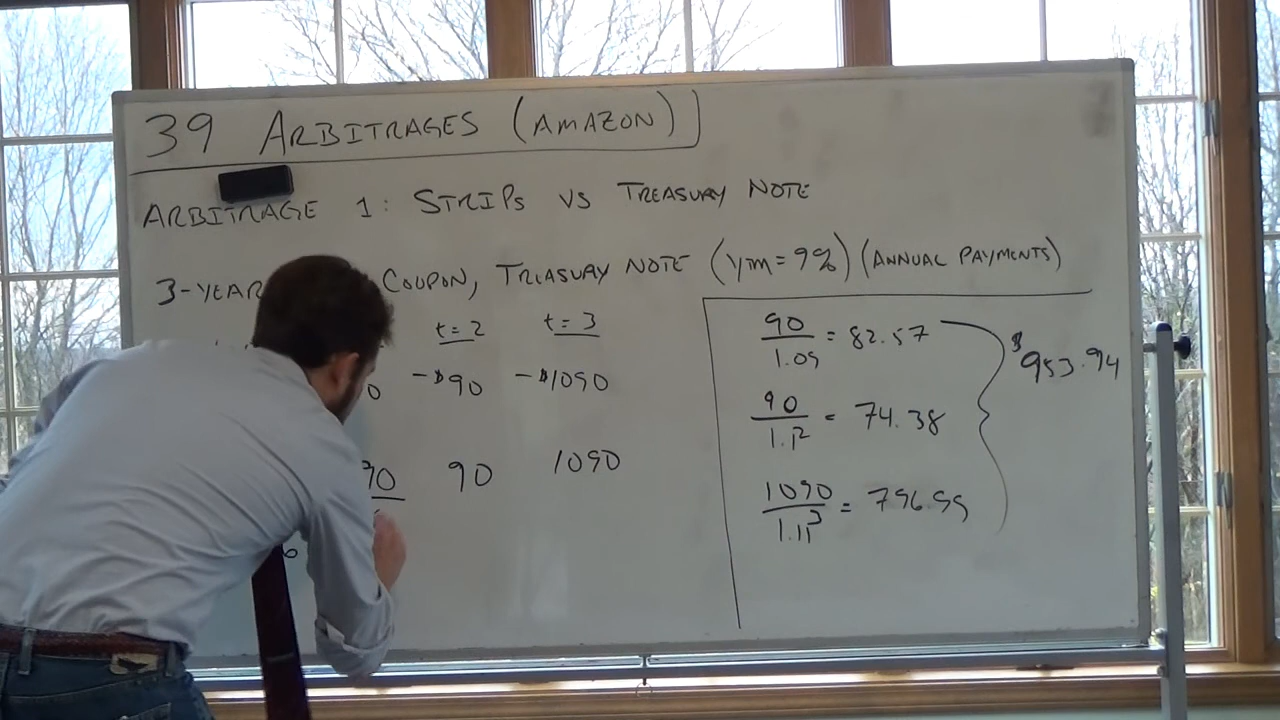 39 ARBITRAGES (AMAZON)
ARBITRAGE 1: STRIPS VS TREASURY NOTE
3-YEAR COUPON, TREASURY NOTE (YTM=9%) (ANNUAL PAYMENTS)
t=2 t=3
0 -$90 -$1090
90 90 1090
90/1.09 = 82.57
90/1.1² = 74.38
1090/1.11³ = 796.99
$953.94